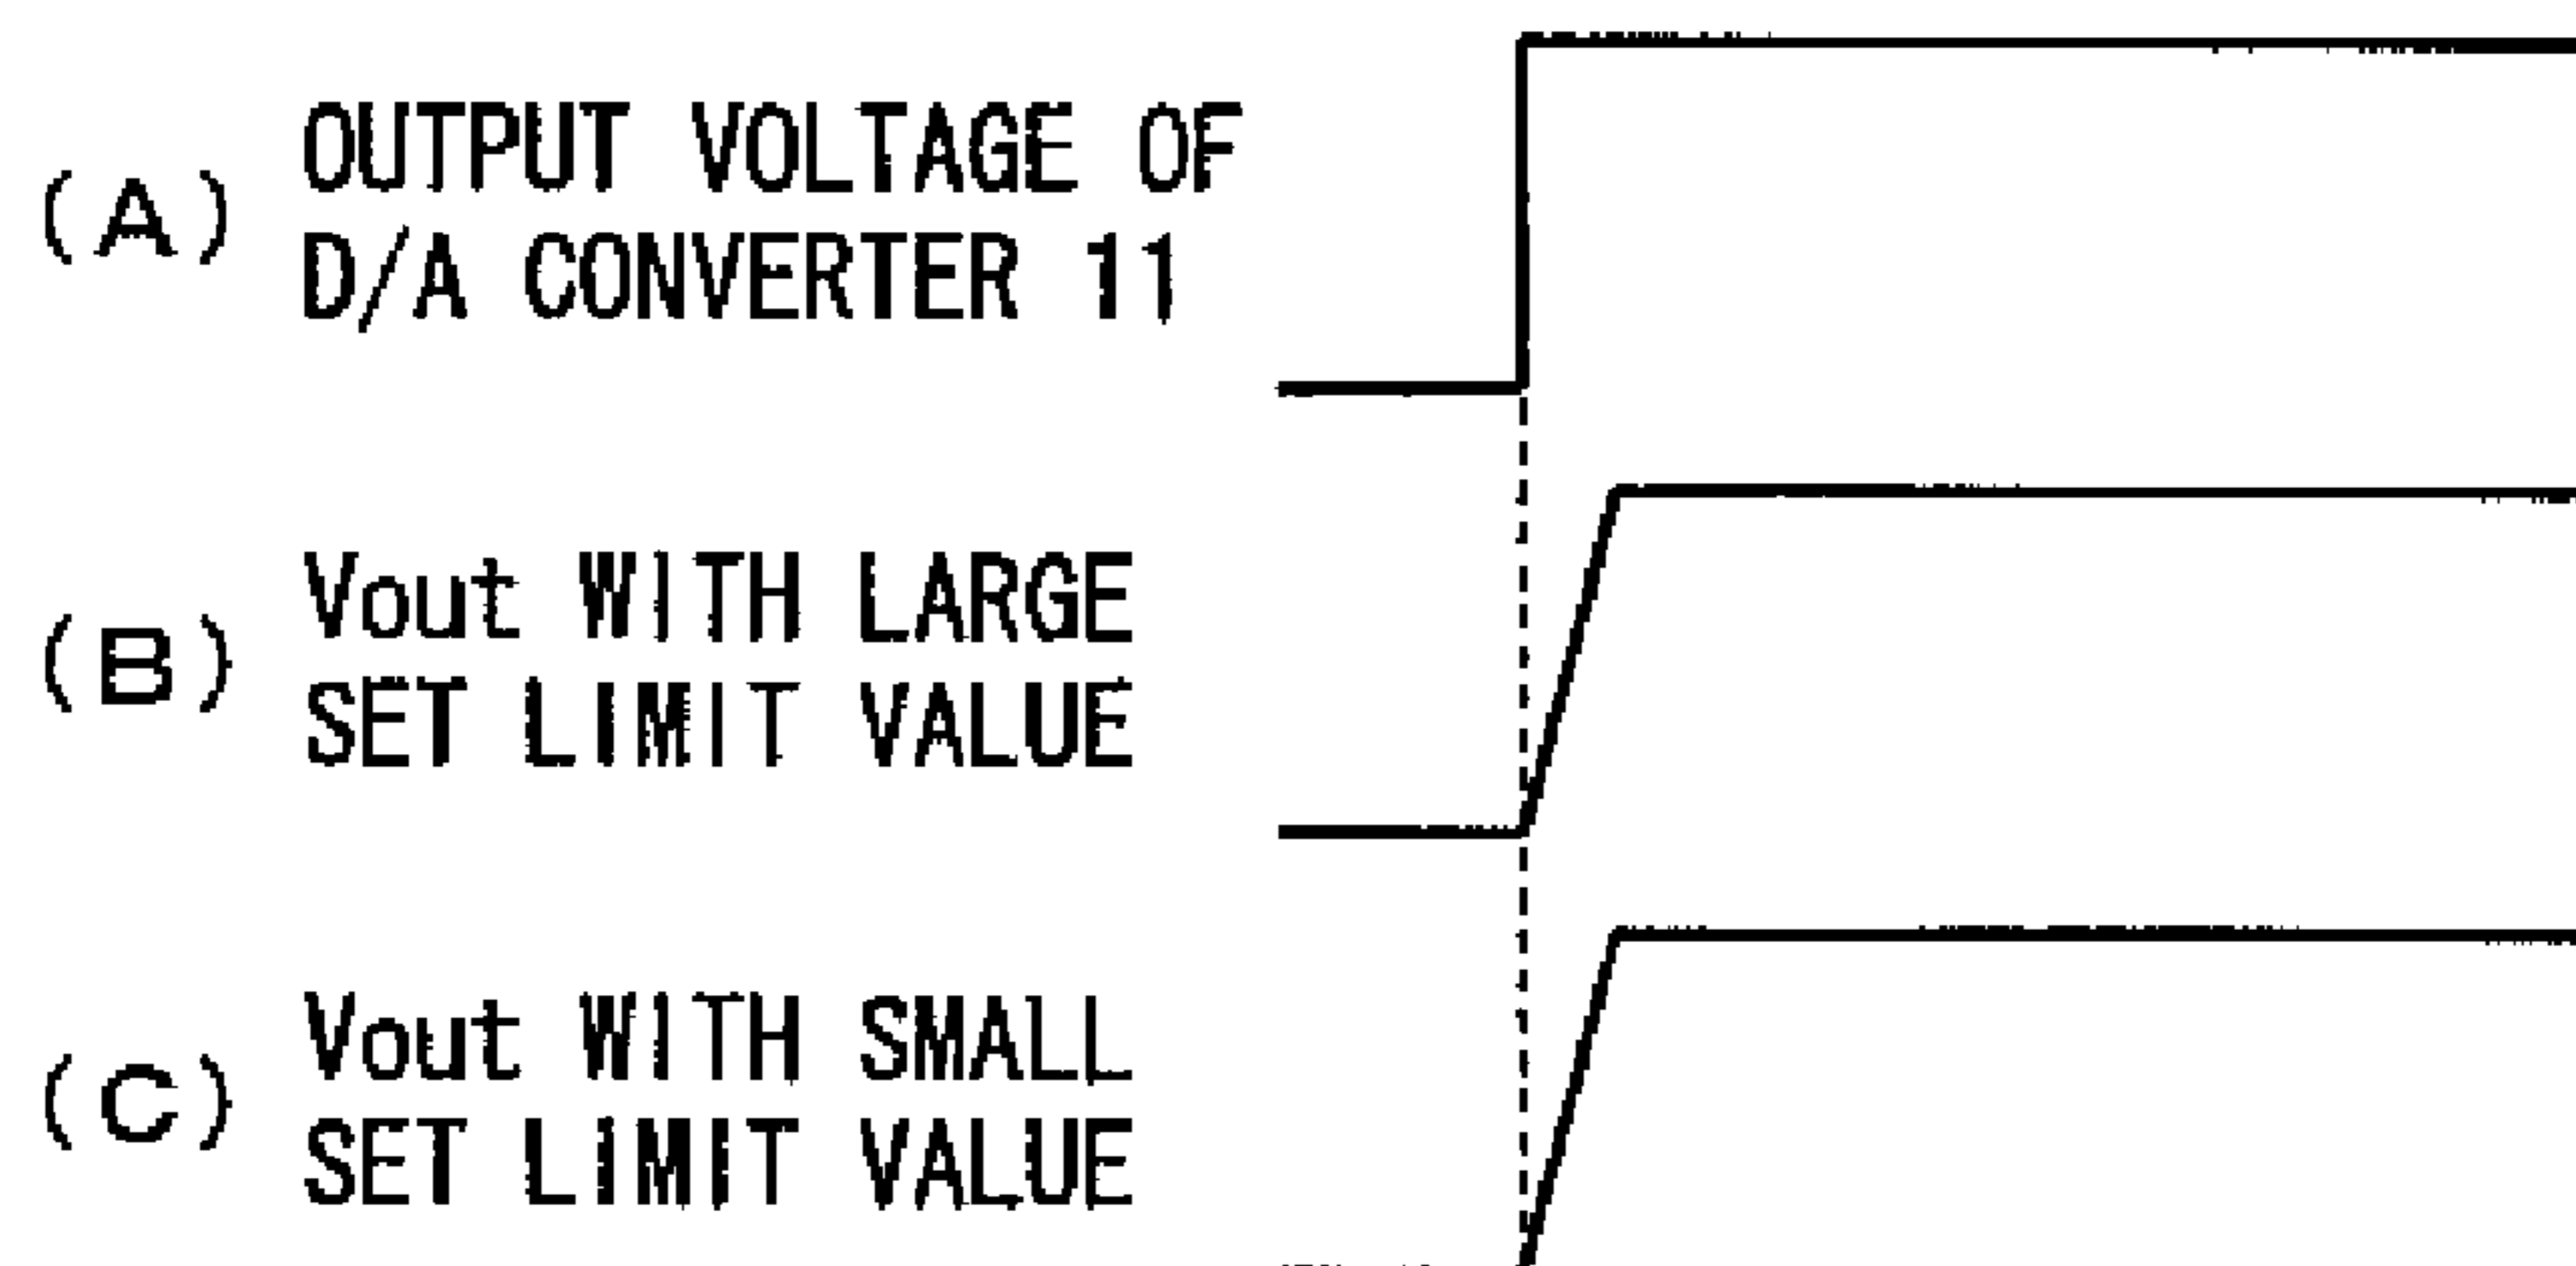 (A) OUTPUT VOLTAGE OF
D/A CONVERTER 11
(B) Vout WITH LARGE
SET LIMIT VALUE
(C) Vout WITH SMALL
SET LIMIT VALUE